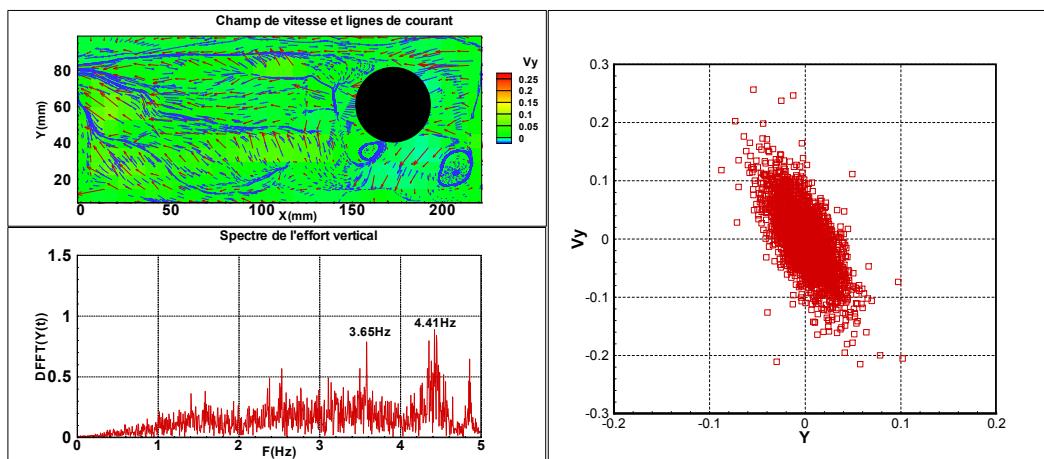 Champ de vitesse et lignes de courant
Vy
0.25
0.2
0.15
0.1
0.05
0
Y(mm)
80
60
40
20
0 50 100 150 200
X(mm)
Spectre de l'effort vertical
DFFT(Y(t))
1.5
1
0.5
0
3.65Hz
4.41Hz
0 1 2 3 4 5
F(Hz)
Vy
0.3
0.2
0.1
0
-0.1
-0.2
-0.3
-0.2 -0.1 0 0.1 0.2
Y